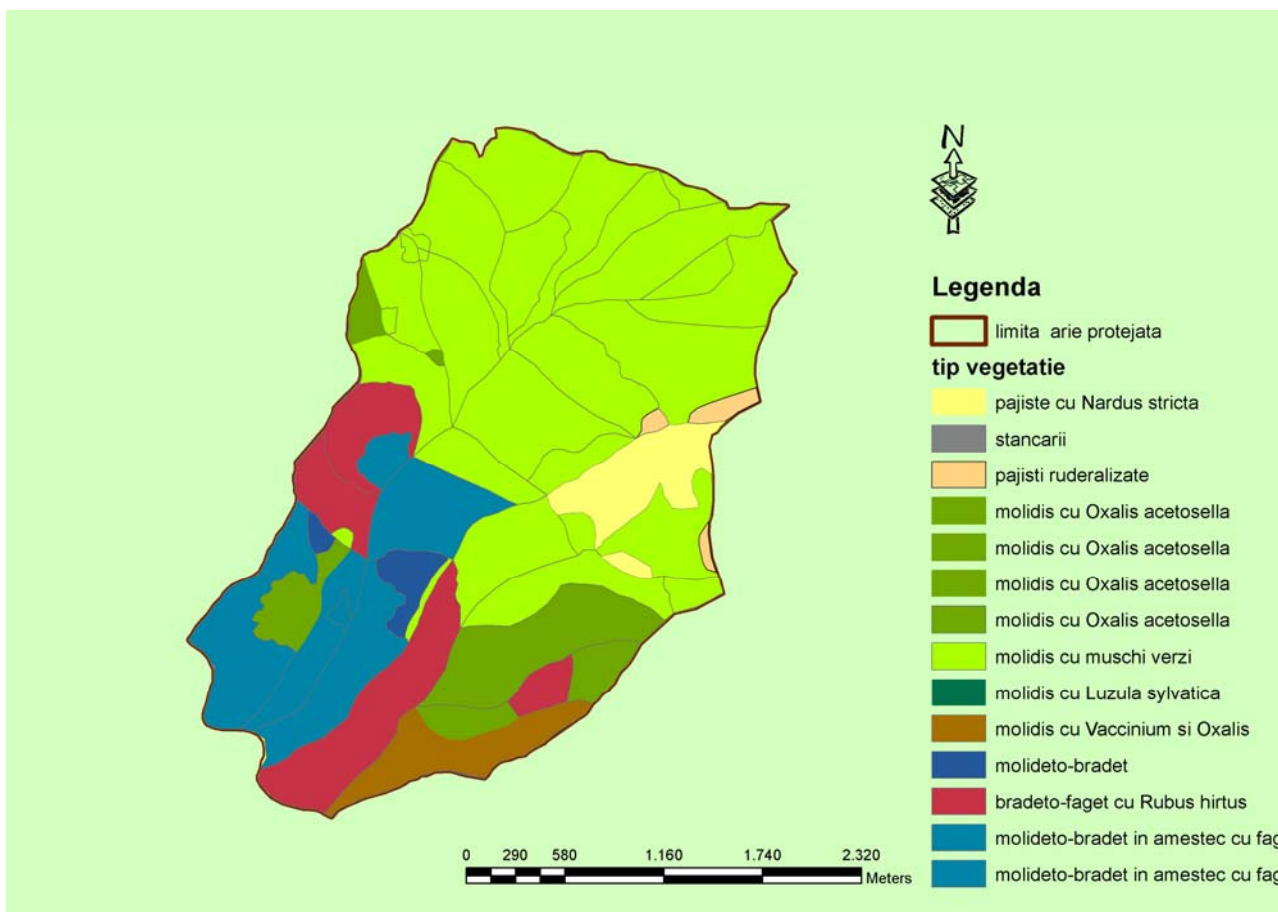 N
Legenda
limita arie protejata
tip vegetatie
pajiste cu Nardus stricta
stancarii
pajisti ruderalizate
molidis cu Oxalis acetosella
molidis cu Oxalis acetosella
molidis cu Oxalis acetosella
molidis cu Oxalis acetosella
molidis cu muschi verzi
molidis cu Luzula sylvatica
molidis cu Vaccinium si Oxalis
molideto-bradet
bradeto-faget cu Rubus hirtus
molideto-bradet in amestec cu fag
molideto-bradet in amestec cu fag
0 290 580 1.160 1.740 2.320
Meters